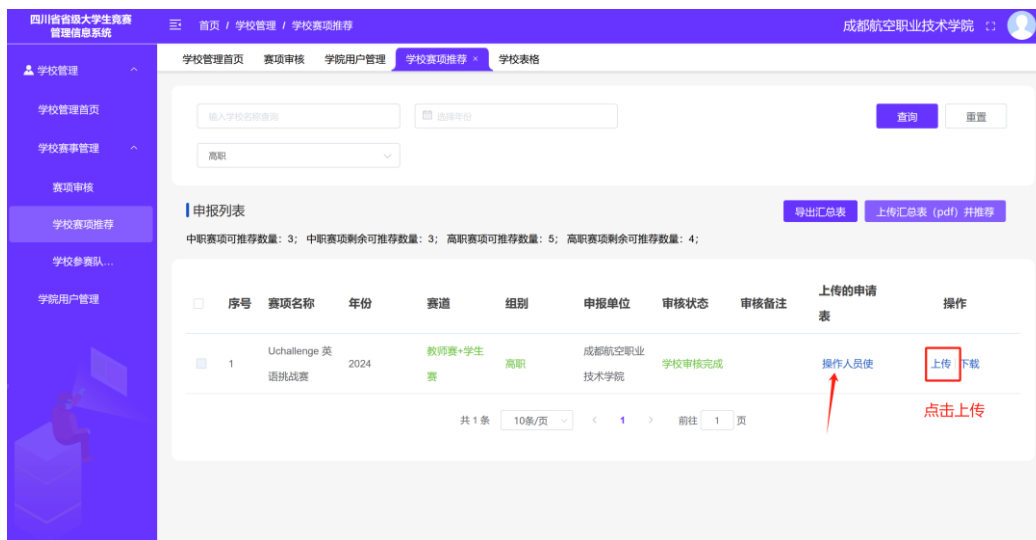 四川省省级大学生竞赛
管理信息系统
首页 / 学校管理 / 学校赛项推荐
成都航空职业技术学院
学校管理
学校管理首页
学校赛事管理
赛项审核
学校赛项推荐
学校参赛队...
学院用户管理
学校管理首页 赛项审核 学院用户管理 学校赛项推荐 × 学校表格
输入学校名称查询 选择年份 查询 重置
高职
申报列表 导出汇总表 上传汇总表（pdf）并推荐
中职赛项可推荐数量：3； 中职赛项剩余可推荐数量：3； 高职赛项可推荐数量：5； 高职赛项剩余可推荐数量：4；
序号 赛项名称 年份 赛道 组别 申报单位 审核状态 审核备注 上传的申请
表 操作
1 Uchallenge 英
语挑战赛 2024 教师赛+学生
赛 高职 成都航空职业
技术学院 学校审核完成 操作人员使 上传 下载
点击上传
共 1 条 10条/页 < 1 > 前往 1 页